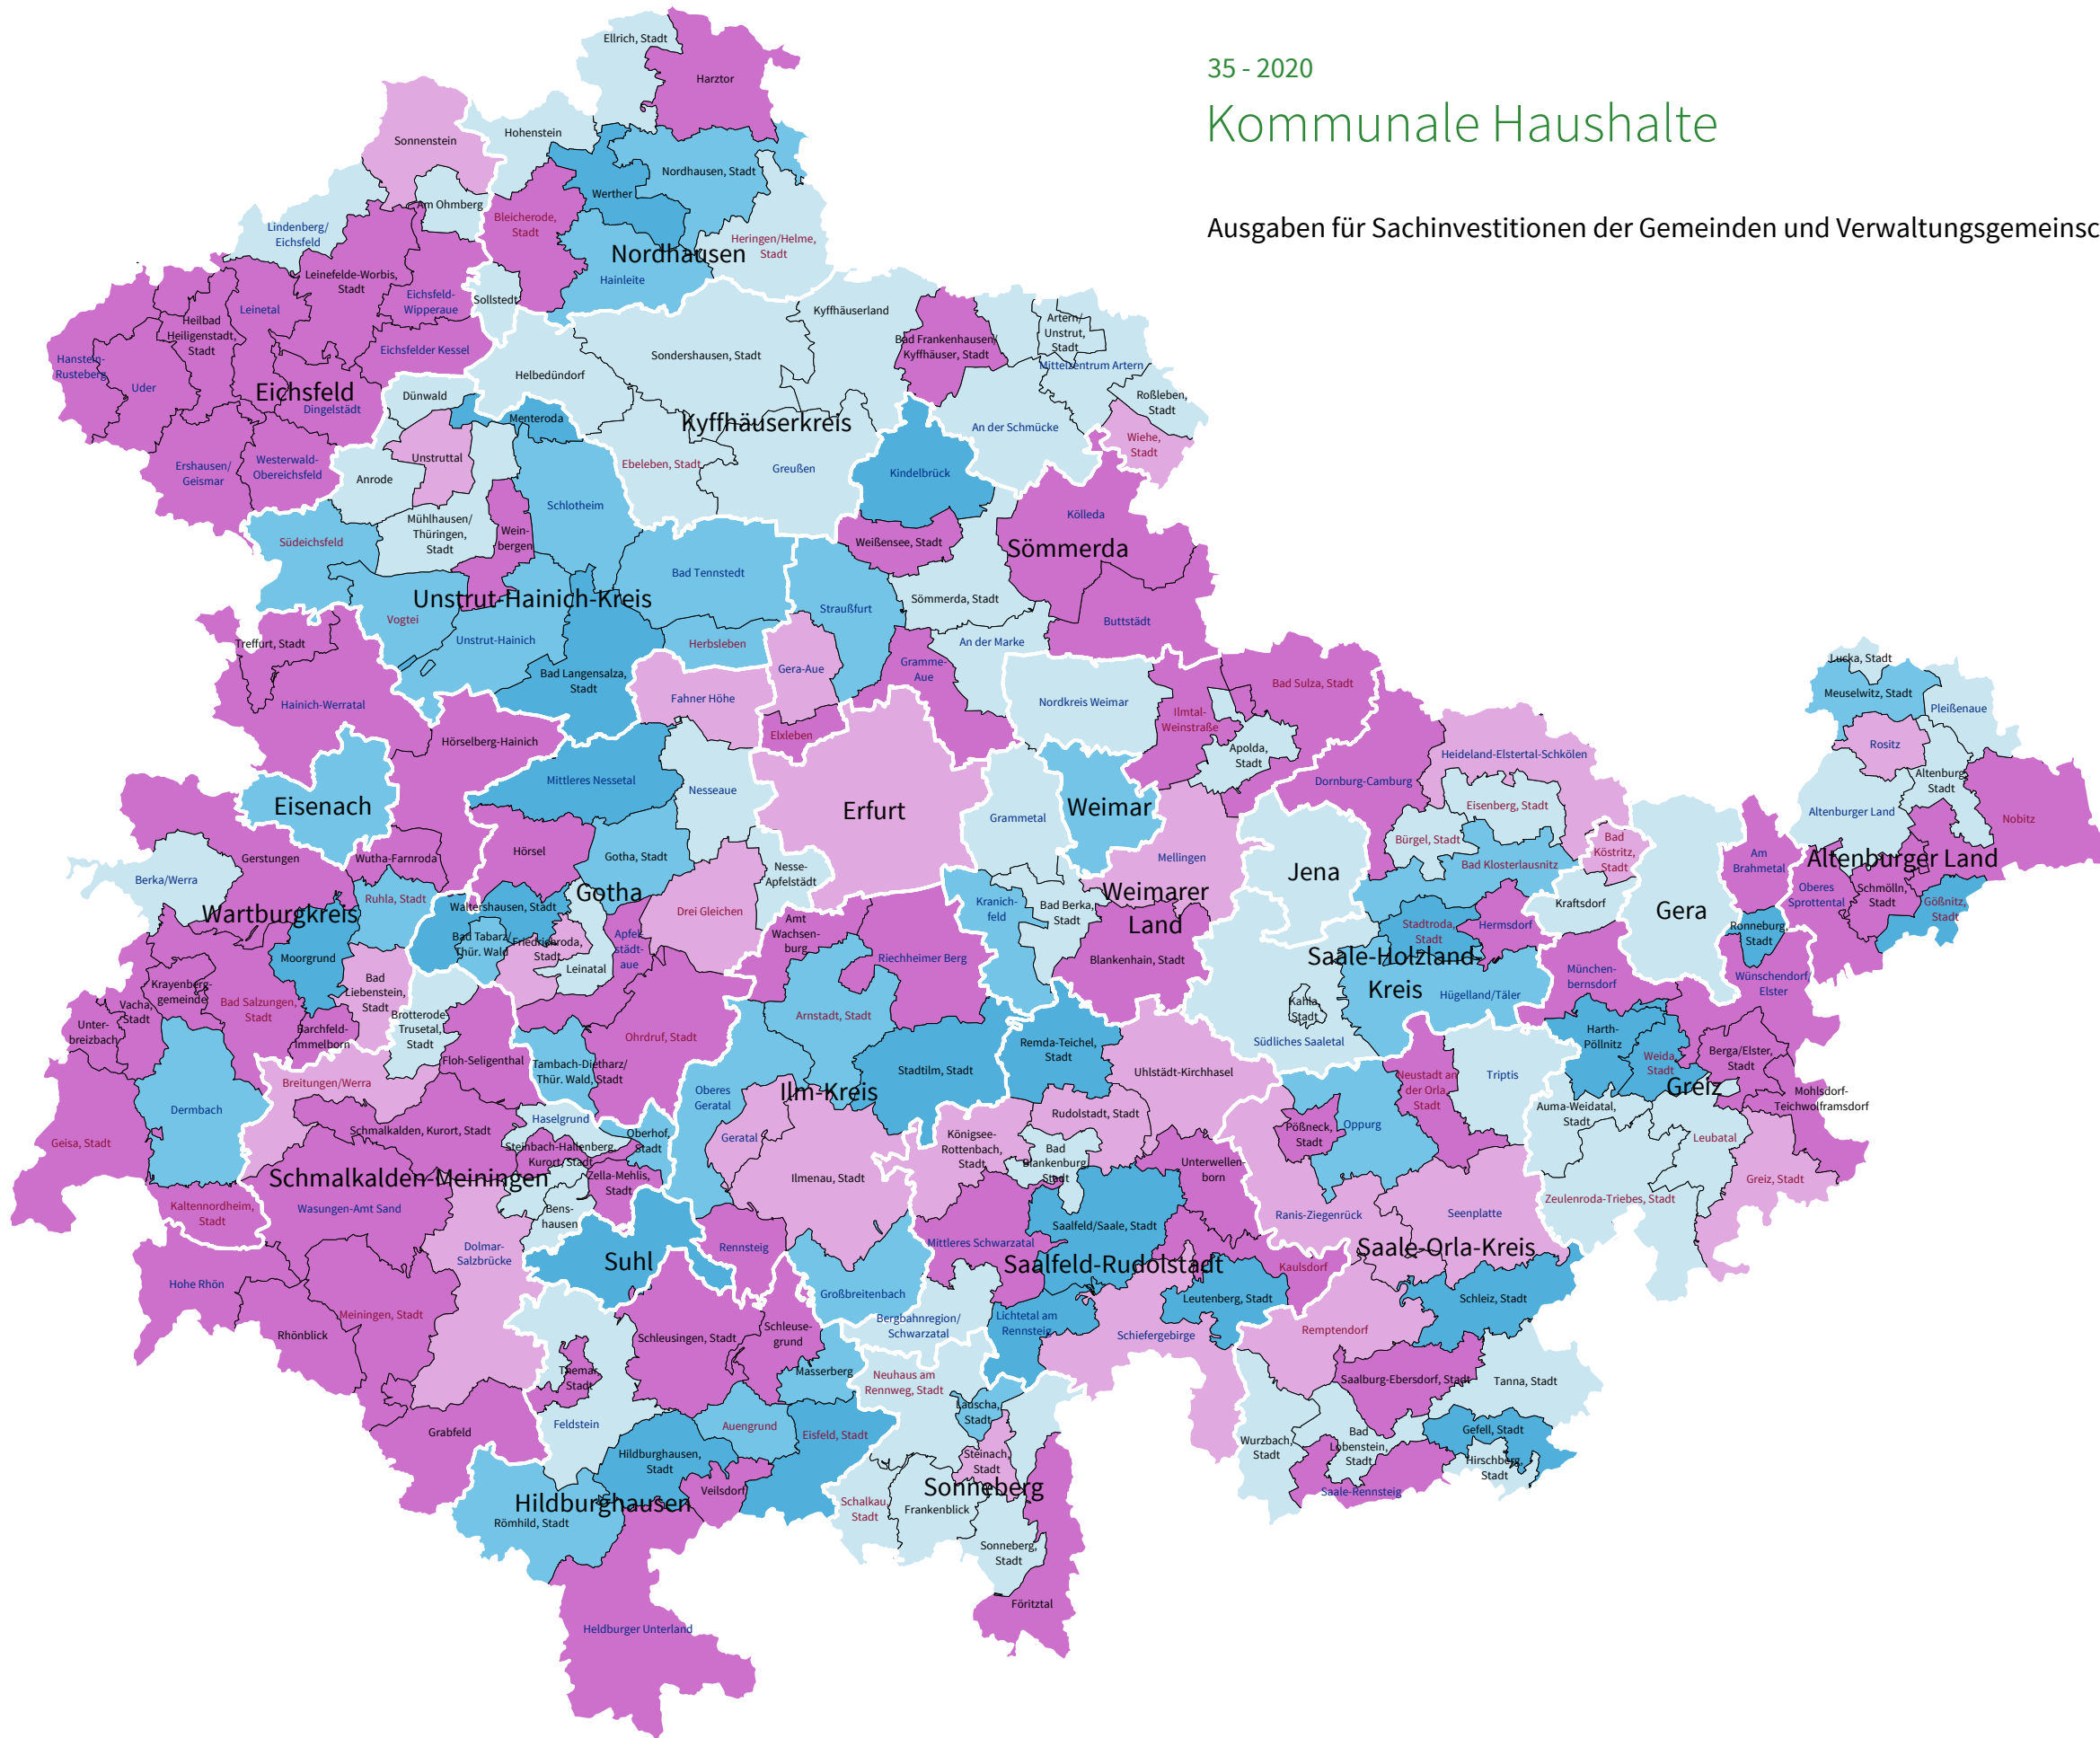 35 - 2020
Kommunale Haushalte
Ausgaben für Sachinvestitionen der Gemeinden und Verwaltungsgemeinsc
Ellrich, Stadt
Harztor
Sonnenstein
Hohenstein
Nordhausen, Stadt
Werther
Am Ohmberg
Bleicherode,
Stadt
Lindenberg/
Eichsfeld
Heringen/Helme,
Stadt
Nordhausen
Hainleite
Leinefelde-Worbis,
Stadt
Eichsfeld-
Wipperaue
Sollstedt
Leinetal
Heilbad
Heiligenstadt,
Stadt
Kyffhäuserland
Artern/
Unstrut,
Stadt
Bad Frankenhausen/
Kyffhäuser, Stadt
Mittelzentrum Artern
Eichsfelder Kessel
Sondershausen, Stadt
Hanstein-
Rusteberg
Uder
Eichsfeld
Dingelstädt
Helbedündorf
Dünwald
Roßleben,
Stadt
Menteroda
Kyffhäuserkreis
An der Schmücke
Wiehe,
Stadt
Ershausen/
Geismar
Westerwald-
Obereichsfeld
Unstruttal
Anrode
Ebeleben, Stadt
Greußen
Kindelbrück
Schlotheim
Kölleda
Mühlhausen/
Thüringen,
Stadt
Wein-
bergen
Südeichsfeld
Weißensee, Stadt
Sömmerda
Bad Tennstedt
Unstrut-Hainich-Kreis
Straußfurt
Sömmerda, Stadt
Vogtei
Unstrut-Hainich
Herbsleben
Buttstädt
An der Marke
Treffurt, Stadt
Bad Langensalza,
Stadt
Gera-Aue
Gramme-
Aue
Hainich-Werratal
Fahner Höhe
Nordkreis Weimar
Bad Sulza, Stadt
Ilmtal-
Weinstraße
Elxleben
Hörselberg-Hainich
Apolda,
Stadt
Lucka, Stadt
Meuselwitz, Stadt
Pleißenaue
Rositz
Heideland-Elstertal-Schkölen
Dornburg-Camburg
Altenburg,
Stadt
Mittleres Nessetal
Nesseaue
Eisenach
Erfurt
Weimar
Grammetal
Eisenberg, Stadt
Altenburger Land
Nobitz
Bürgel, Stadt
Bad
Köstritz,
Stadt
Hörsel
Gotha, Stadt
Gerstungen
Wutha-Farnroda
Mellingen
Bad Klosterlausnitz
Am
Brahmetal
Altenburger Land
Berka/Werra
Nesse-
Apfelstädt
Jena
Ruhla, Stadt
Gotha
Weimarer
Land
Kranich-
feld
Bad Berka,
Stadt
Oberes
Sprottental
Schmölln,
Stadt
Gößnitz,
Stadt
Wartburgkreis
Waltershausen, Stadt
Drei Gleichen
Kraftsdorf
Gera
Amt
Wachsen-
burg
Stadtroda,
Stadt
Hermsdorf
Ronneburg,
Stadt
Apfel-
städt-
aue
Bad Tabarz/
Thür. Wald
Friedrichroda,
Stadt
Moorgrund
Leinatal
Riechheimer Berg
Blankenhain, Stadt
Saale-Holzland-
Kreis
München-
bernsdorf
Wünschendorf/
Elster
Bad
Liebenstein,
Stadt
Krayenberg-
gemeinde
Hügelland/Täler
Vacha,
Stadt
Bad Salzungen,
Stadt
Kahla,
Stadt
Brotterode-
Trusetal,
Stadt
Arnstadt, Stadt
Unter-
breizbach
Barchfeld-
Immelborn
Ohrdruf, Stadt
Südliches Saaletal
Harth-
Pöllnitz
Remda-Teichel,
Stadt
Floh-Seligenthal
Tambach-Dietharz/
Thür. Wald, Stadt
Stadtilm, Stadt
Uhlstädt-Kirchhasel
Weida,
Stadt
Berga/Elster,
Stadt
Triptis
Neustadt an
der Orla,
Stadt
Greiz
Breitungen/Werra
Oberes
Geratal
Ilm-Kreis
Mohlsdorf-
Teichwolframsdorf
Dermbach
Haselgrund
Rudolstadt, Stadt
Auma-Weidatal,
Stadt
Schmalkalden, Kurort, Stadt
Oberhof,
Stadt
Geratal
Königsee-
Rottenbach,
Stadt
Pößneck,
Stadt
Oppurg
Leubatal
Geisa, Stadt
Steinbach-Hallenberg,
Kurort, Stadt
Bad
Blankenburg,
Stadt
Unterwellen-
born
Schmalkalden-Meiningen
Zella-Mehlis,
Stadt
Ilmenau, Stadt
Greiz, Stadt
Zeulenroda-Triebes, Stadt
Kaltennordheim,
Stadt
Wasungen-Amt Sand
Bens-
hausen
Ranis-Ziegenrück
Seenplatte
Saalfeld/Saale, Stadt
Mittleres Schwarzatal
Dolmar-
Salzbrücke
Rennsteig
Suhl
Saalfeld-Rudolstadt
Saale-Orla-Kreis
Kaulsdorf
Hohe Rhön
Großbreitenbach
Leutenberg, Stadt
Schleiz, Stadt
Meiningen, Stadt
Bergbahnregion/
Schwarzatal
Lichtetal am
Rennsteig
Schleuse-
grund
Rhönblick
Schleusingen, Stadt
Schiefergebirge
Remptendorf
Themar,
Stadt
Masserberg
Neuhaus am
Rennweg, Stadt
Saalburg-Ebersdorf, Stadt
Tanna, Stadt
Lauscha,
Stadt
Feldstein
Auengrund
Grabfeld
Eisfeld, Stadt
Gefell, Stadt
Wurzbach,
Stadt
Bad
Lobenstein,
Stadt
Hildburghausen,
Stadt
Steinach,
Stadt
Hirschberg,
Stadt
Sonneberg
Veilsdorf
Saale-Rennsteig
Hildburghausen
Schalkau,
Stadt
Frankenblick
Römhild, Stadt
Sonneberg,
Stadt
Föritztal
Heldburger Unterland